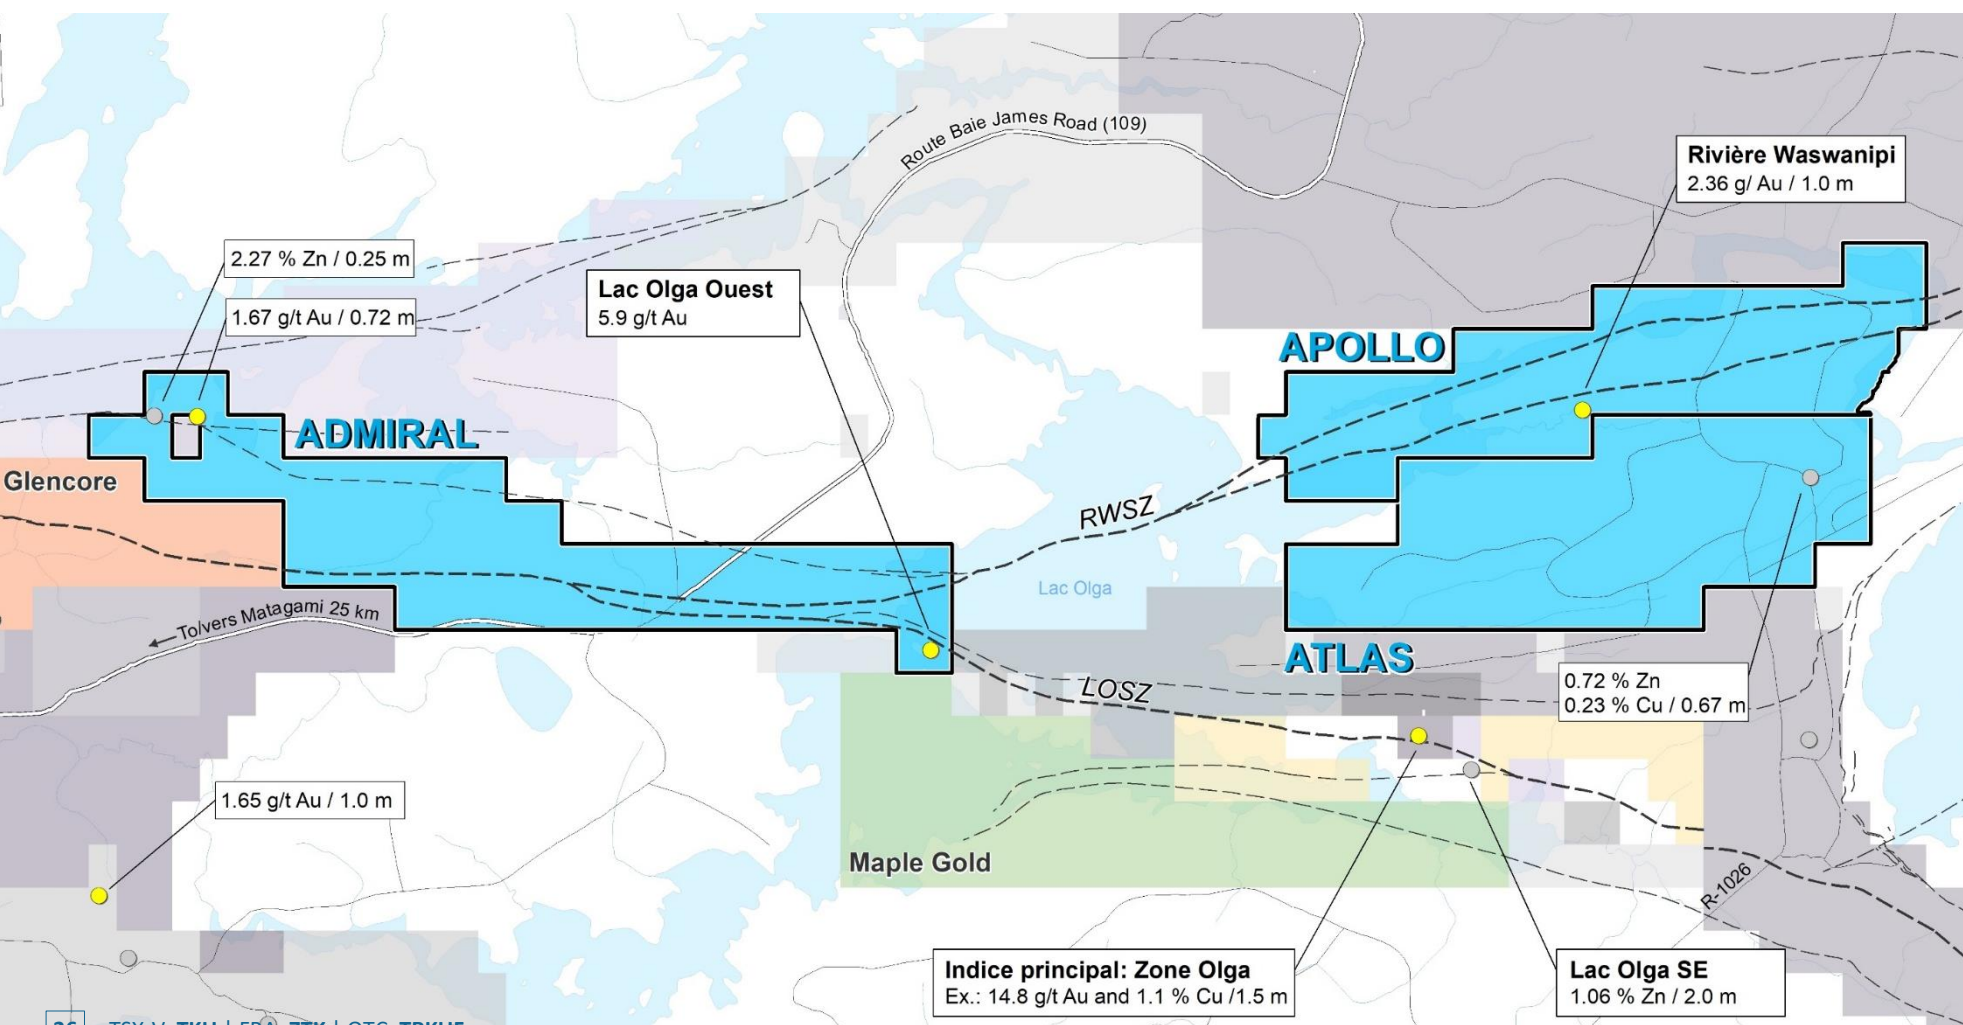 Route Baie James Road (109)
Rivière Waswanipi
2.36 g/ Au / 1.0 m
2.27 % Zn / 0.25 m
1.67 g/t Au / 0.72 m
Lac Olga Ouest
5.9 g/t Au
APOLLO
ADMIRAL
Glencore
RWSZ
Lac Olga
To/vers Matagami 25 km
ATLAS
LOSZ
0.72 % Zn
0.23 % Cu / 0.67 m
1.65 g/t Au / 1.0 m
Maple Gold
R-1026
Indice principal: Zone Olga
Ex.: 14.8 g/t Au and 1.1 % Cu /1.5 m
Lac Olga SE
1.06 % Zn / 2.0 m